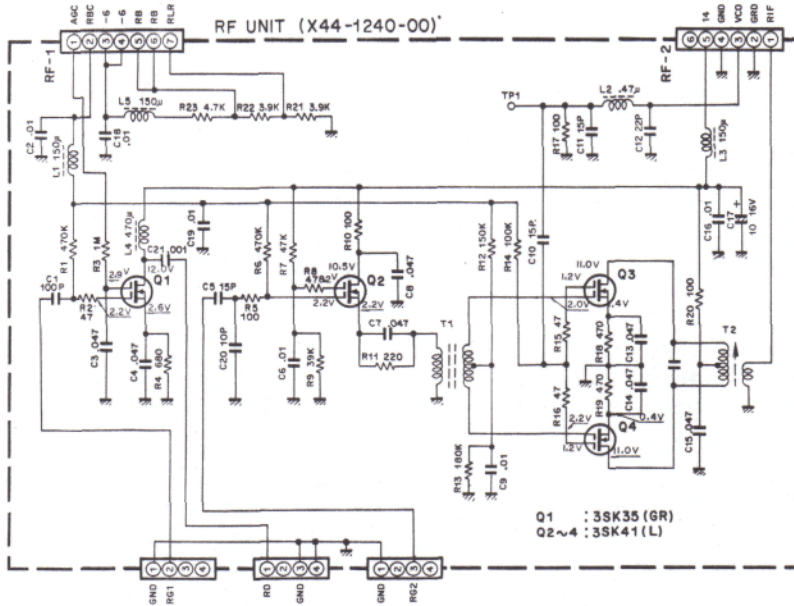 RF UNIT (X44-1240-00)
AGC
RBC
-6
-6
RB
RB
RLR
1
2
3
4
5
6
7
RF-1
14
GND
VCO
GRD
RIF
6
5
4
3
2
1
RF-2
L5 150μ
R23 4.7K
R22 3.9K
R21 3.9K
C2 .01
C18 .01
L1 150μ
TP1
L2 .47μ
R17 100
C11 15P
C12 22P
L3 150μ
R1 470K
R3 1M
L4 470μ
C19 .01
C21 .001
12.0V
2.9V
Q1
2.2V
2.6V
C1
100P
R2
47
C3 .047
C4 .047
R4 680
R6 470K
R7 47K
R10 100
10.5V
C8 .047
R8
Q2
2.2V
2.2V
C5 15P
R5
100
C20 10P
C6 .01
R9 39K
C7 .047
R11 220
T1
R12 150K
R14 100K
C10 15P
11.0V
Q3
1.2V
2.0V
.4V
R15 47
R18 470
C13 .047
R16 47
R19 470
C14 .047
2.2V
0.4V
Q4
1.2V
11.0V
R13 180K
C9 .01
C16 .01
C17
+
10 16V
R20 100
T2
C15 .047
Q1 :3SK35(GR)
Q2~4 :3SK41(L)
1
2
3
4
GND
RG1
1
2
3
4
RD
GND
1
2
3
4
GND
RG2